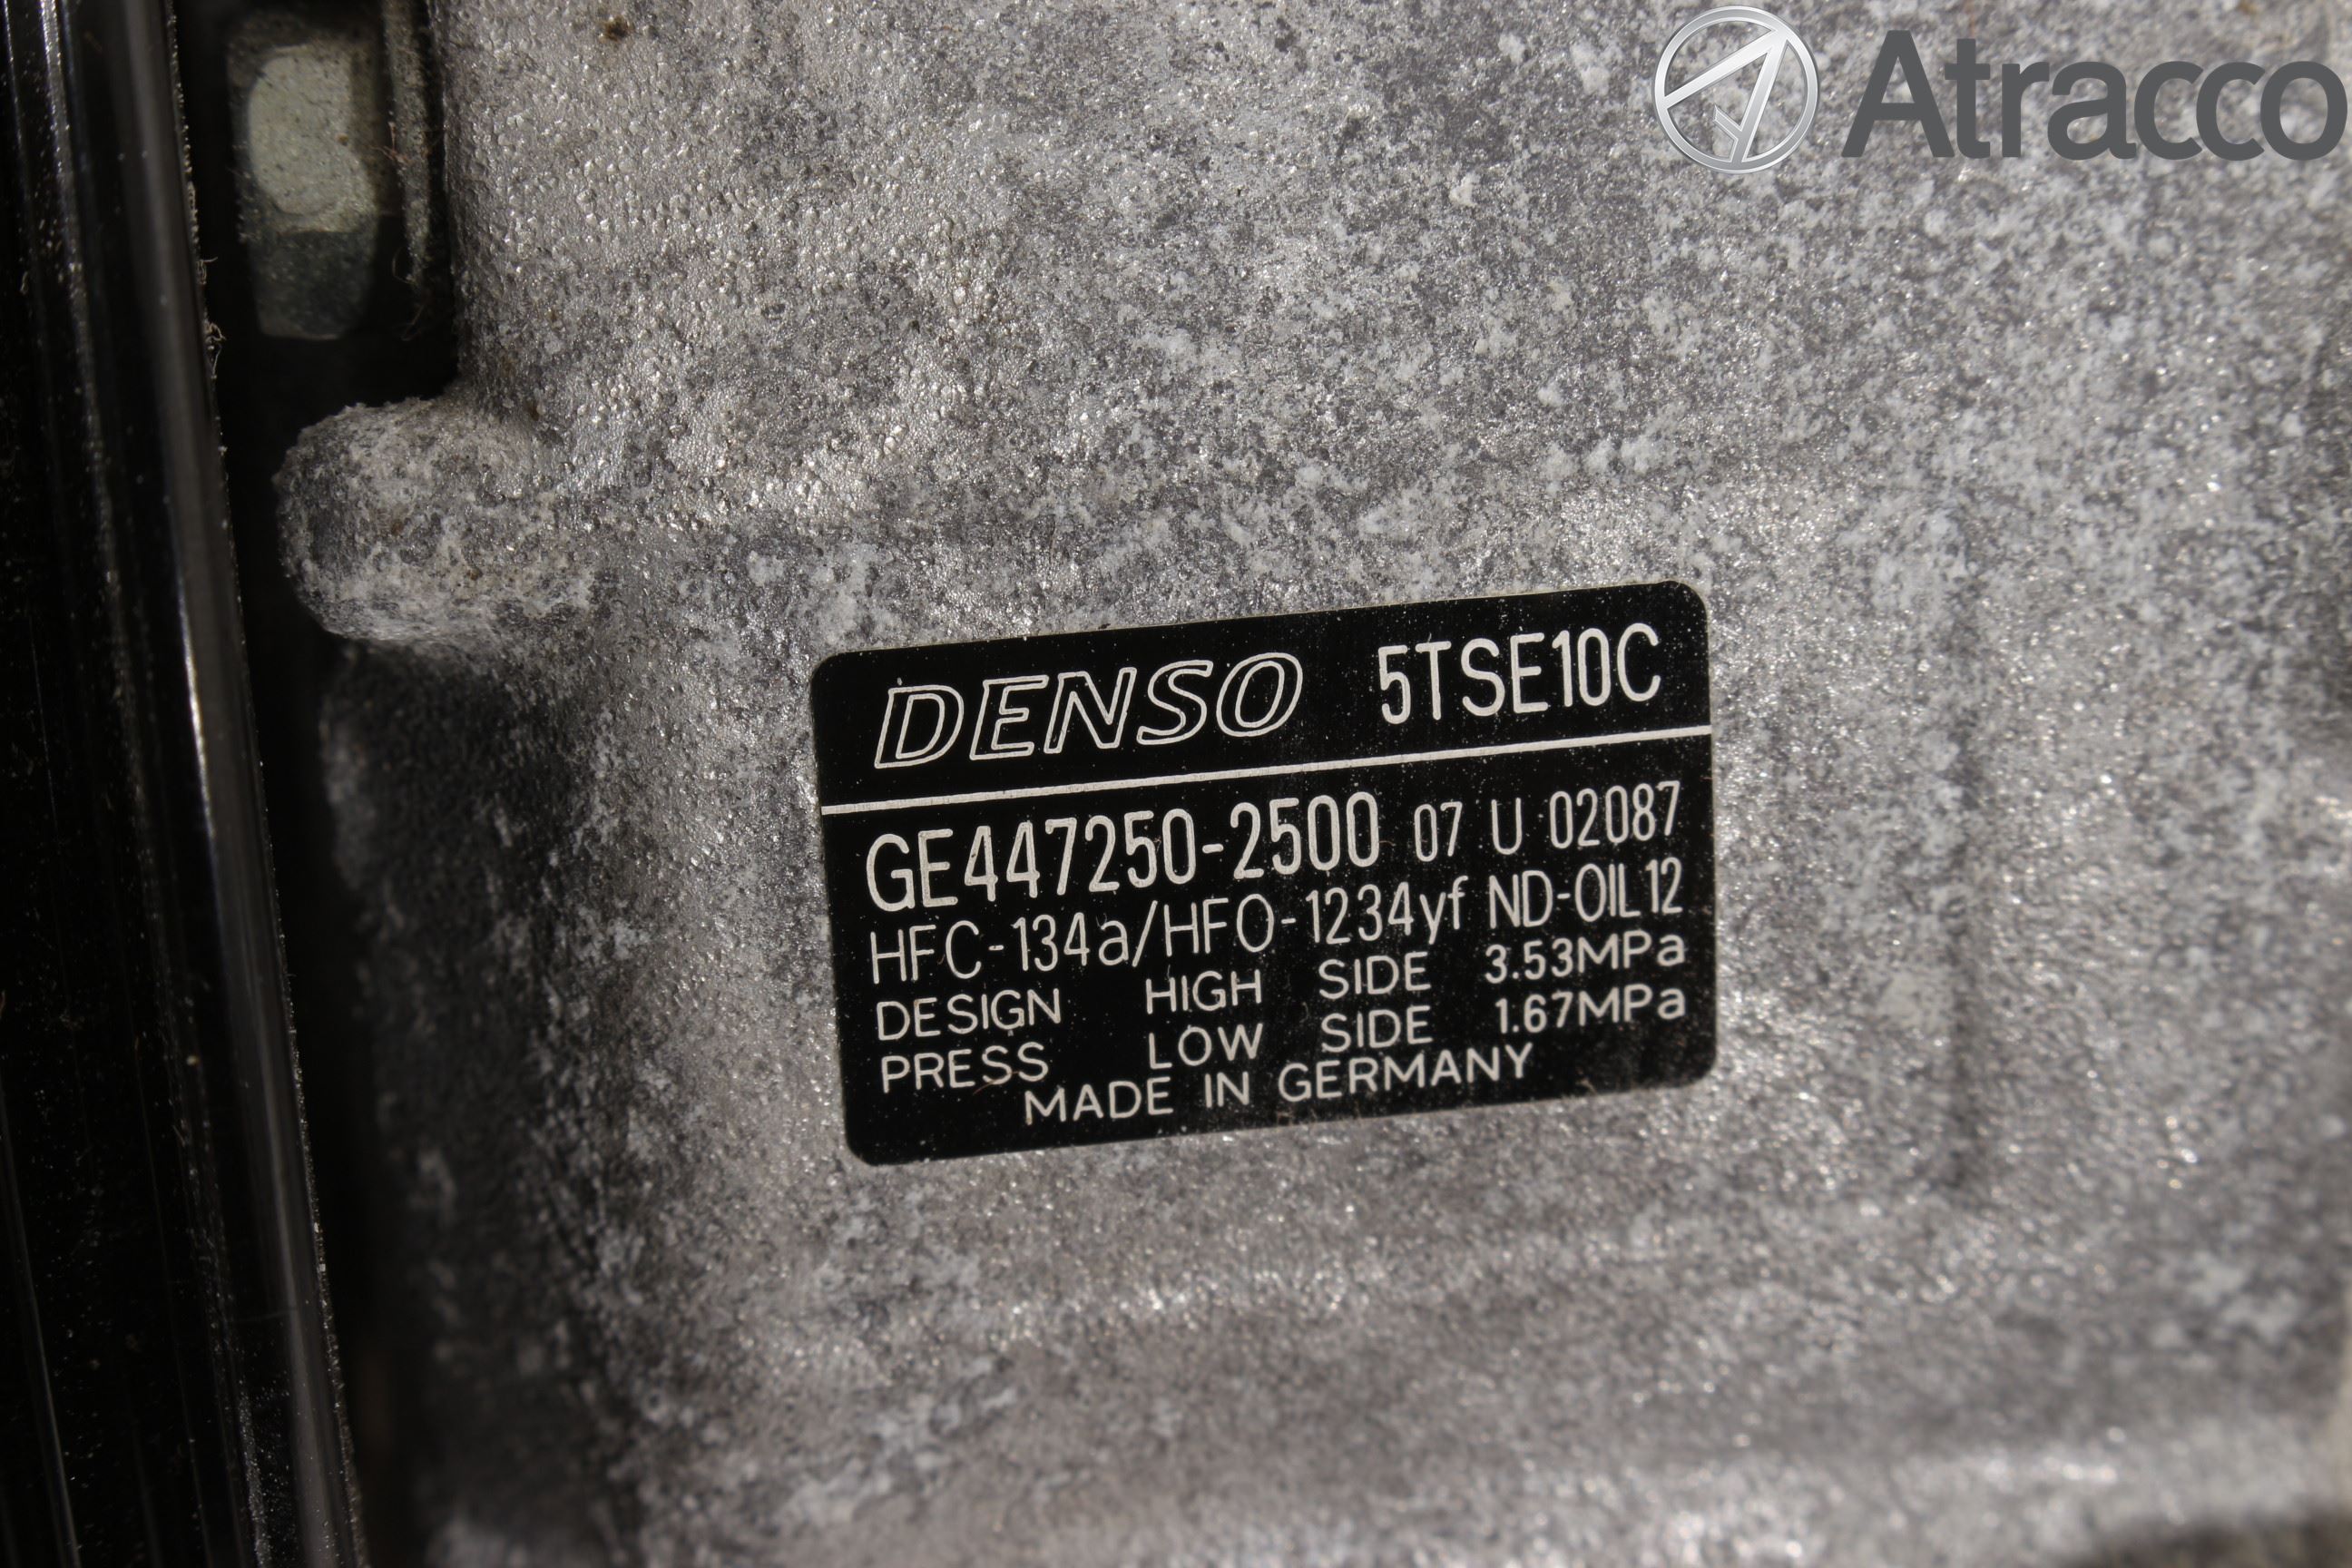 Atracco
DENSO 5TSE10C
GE447250-2500 07 U 02087
HFC-134a/HFO-1234yf ND-OIL12
DESIGN HIGH SIDE 3.53MPa
PRESS LOW SIDE 1.67MPa
MADE IN GERMANY